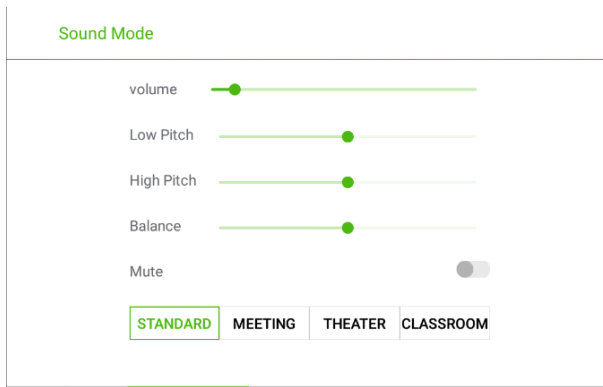 Sound Mode
volume
Low Pitch
High Pitch
Balance
Mute
STANDARD MEETING THEATER CLASSROOM